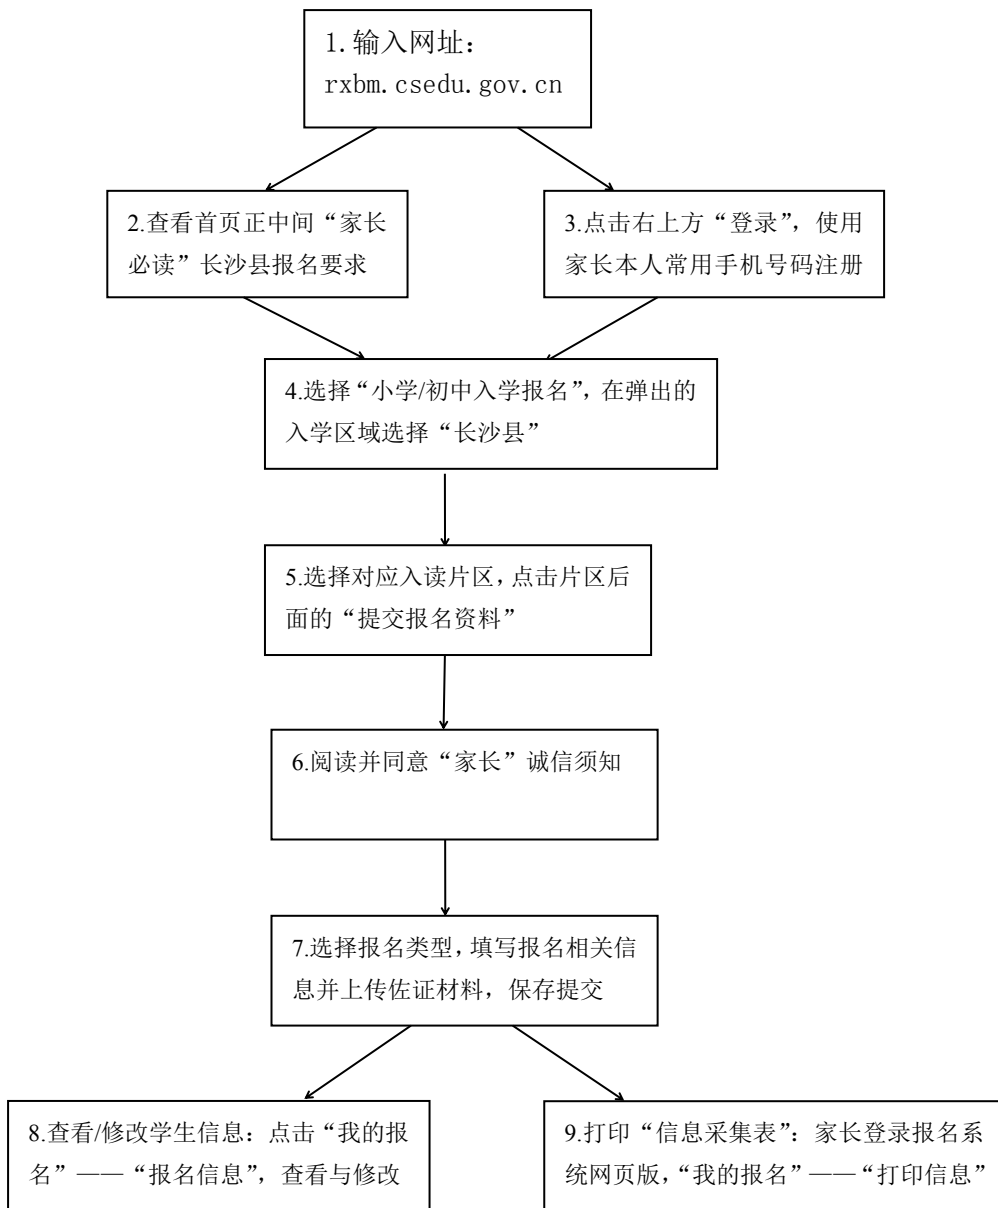 1.输入网址：
rxbm.csedu.gov.cn
2.查看首页正中间“家长
必读”长沙县报名要求
3.点击右上方“登录”，使用
家长本人常用手机号码注册
4.选择“小学/初中入学报名”，在弹出的
入学区域选择“长沙县”
5.选择对应入读片区，点击片区后
面的“提交报名资料”
6.阅读并同意“家长”诚信须知
7.选择报名类型，填写报名相关信
息并上传佐证材料，保存提交
8.查看/修改学生信息：点击“我的报
名”——“报名信息”，查看与修改
9.打印“信息采集表”：家长登录报名系
统网页版，“我的报名”——“打印信息”